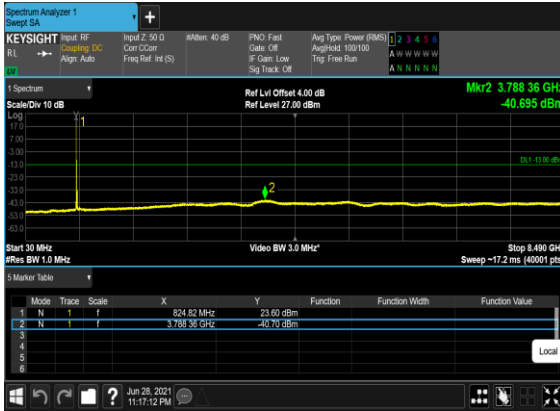 Spectrum Analyzer 1
Swept SA
+
KEYSIGHT Input: RF Input Z: 50 Ω #Atten: 40 dB PNO: Fast Avg Type: Power (RMS) 1 2 3 4 5 6
RL Coupling: DC Corr CCorr Gate: Off Avg|Hold: 100/100 A W W W W W
Align: Auto Freq Ref: Int (S) IF Gain: Low Trig: Free Run
Sig Track: Off A N N N N N
1 Spectrum Ref Lvl Offset 4.00 dB Mkr2 3.788 36 GHz
Scale/Div 10 dB Ref Level 27.00 dBm -40.695 dBm
Log
17.0
7.00
-3.00
-13.0
-23.0
-33.0
-43.0
-53.0
-63.0
1
2
DL1 -13.00 dBm
Start 30 MHz Video BW 3.0 MHz* Stop 8.490 GHz
#Res BW 1.0 MHz Sweep ~17.2 ms (40001 pts)
5 Marker Table
Mode Trace Scale X Y Function Function Width Function Value
1 N 1 f 824.82 MHz 23.60 dBm
2 N 1 f 3.788 36 GHz -40.70 dBm
3
4
5
6
Local
? Jun 28, 2021
11:17:12 PM